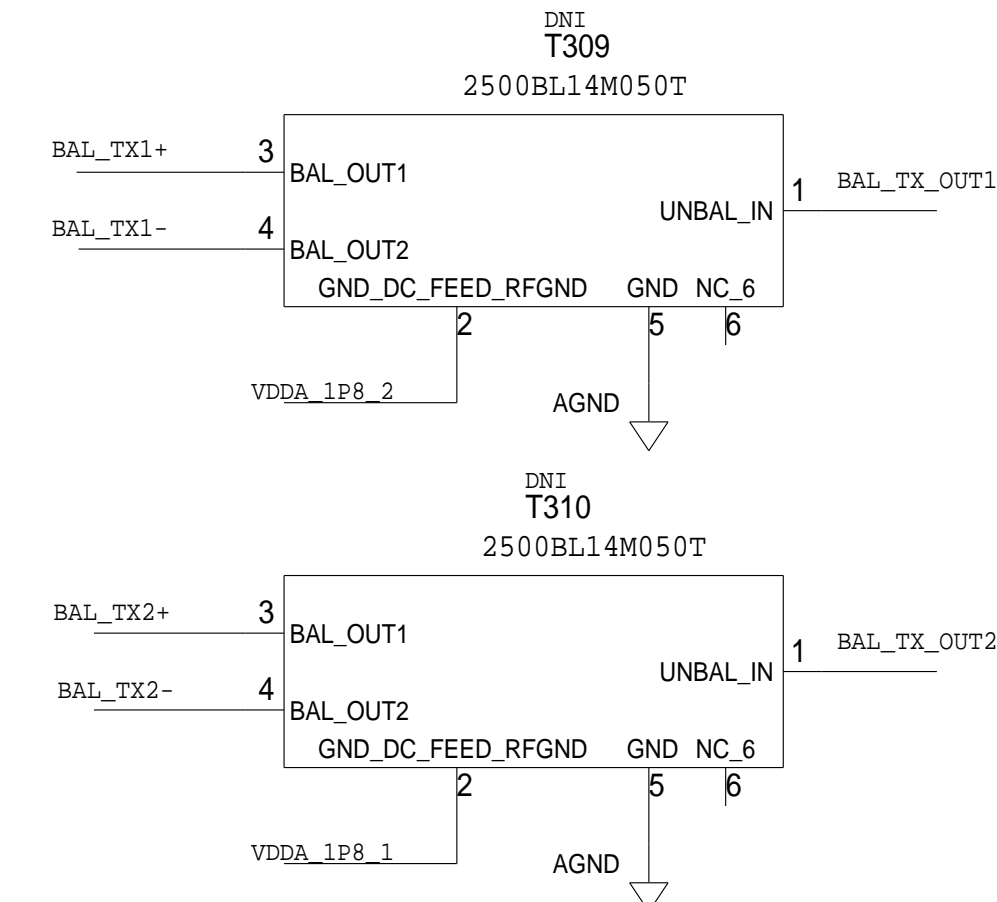 DNI
T309
2500BL14M050T
BAL_TX1+
3
BAL_OUT1
1
BAL_TX_OUT1
UNBAL_IN
BAL_TX1-
4
BAL_OUT2
GND_DC_FEED_RFGND GND NC_6
2 5 6
VDDA_1P8_2
AGND
DNI
T310
2500BL14M050T
BAL_TX2+
3
BAL_OUT1
1
BAL_TX_OUT2
UNBAL_IN
BAL_TX2-
4
BAL_OUT2
GND_DC_FEED_RFGND GND NC_6
2 5 6
VDDA_1P8_1
AGND